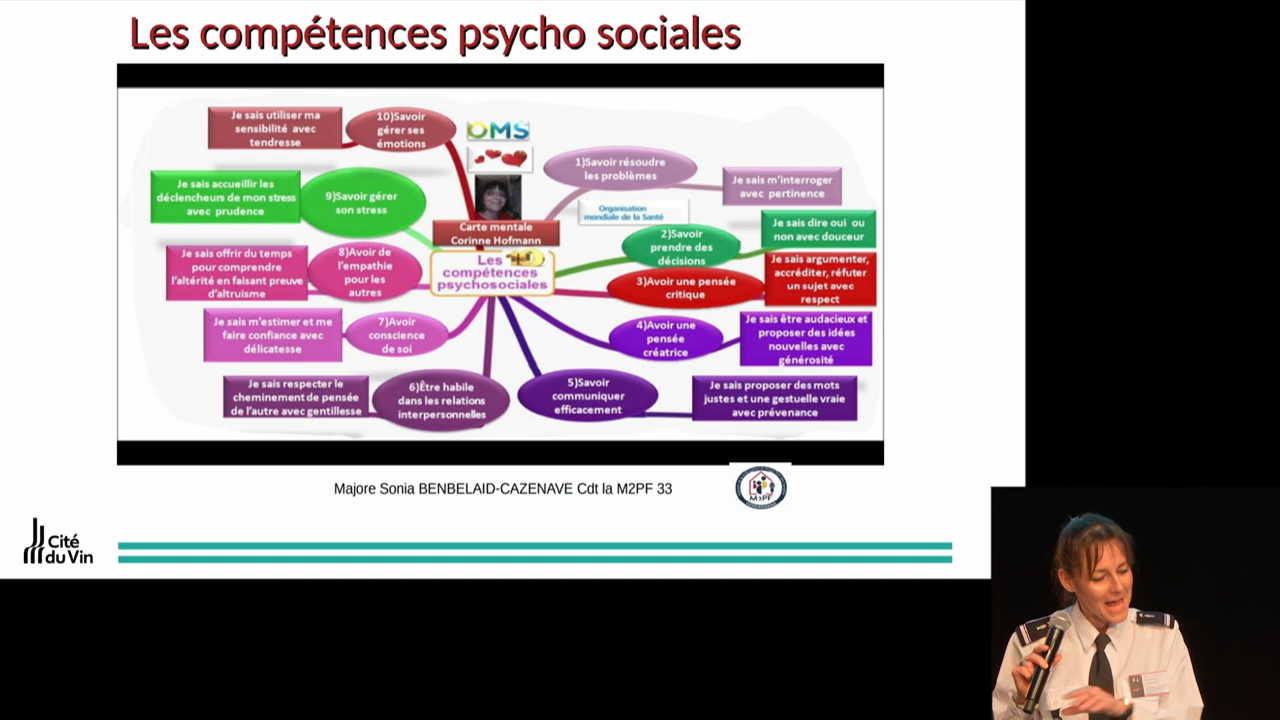 Les compétences psycho sociales
Je sais utiliser ma
sensibilité avec
tendresse
10)Savoir
gérer ses
émotions
OMS
1)Savoir résoudre
les problèmes
Je sais m'interroger
avec pertinence
Je sais accueillir les
déclencheurs de mon stress
avec prudence
9)Savoir gérer
son stress
Organisation
mondiale de la Santé
Carte mentale
Corinne Hofmann
2)Savoir
prendre des
décisions
Je sais dire oui ou
non avec douceur
Je sais offrir du temps
pour comprendre
l'altérité en faisant preuve
d'altruisme
8)Avoir de
l'empathie
pour les
autres
Les
compétences
psychosociales
3)Avoir une pensée
critique
Je sais argumenter,
accréditer, réfuter
un sujet avec
respect
Je sais m'estimer et me
faire confiance avec
délicatesse
7)Avoir
conscience
de soi
4)Avoir une
pensée
créatrice
Je sais être audacieux et
proposer des idées
nouvelles avec
générosité
Je sais respecter le
cheminement de pensée
de l'autre avec gentillesse
6)Être habile
dans les relations
interpersonnelles
5)Savoir
communiquer
efficacement
Je sais proposer des mots
justes et une gestuelle vraie
avec prévenance
Majore Sonia BENBELAID-CAZENAVE Cdt la M2PF 33
M2PF
Cité
du Vin